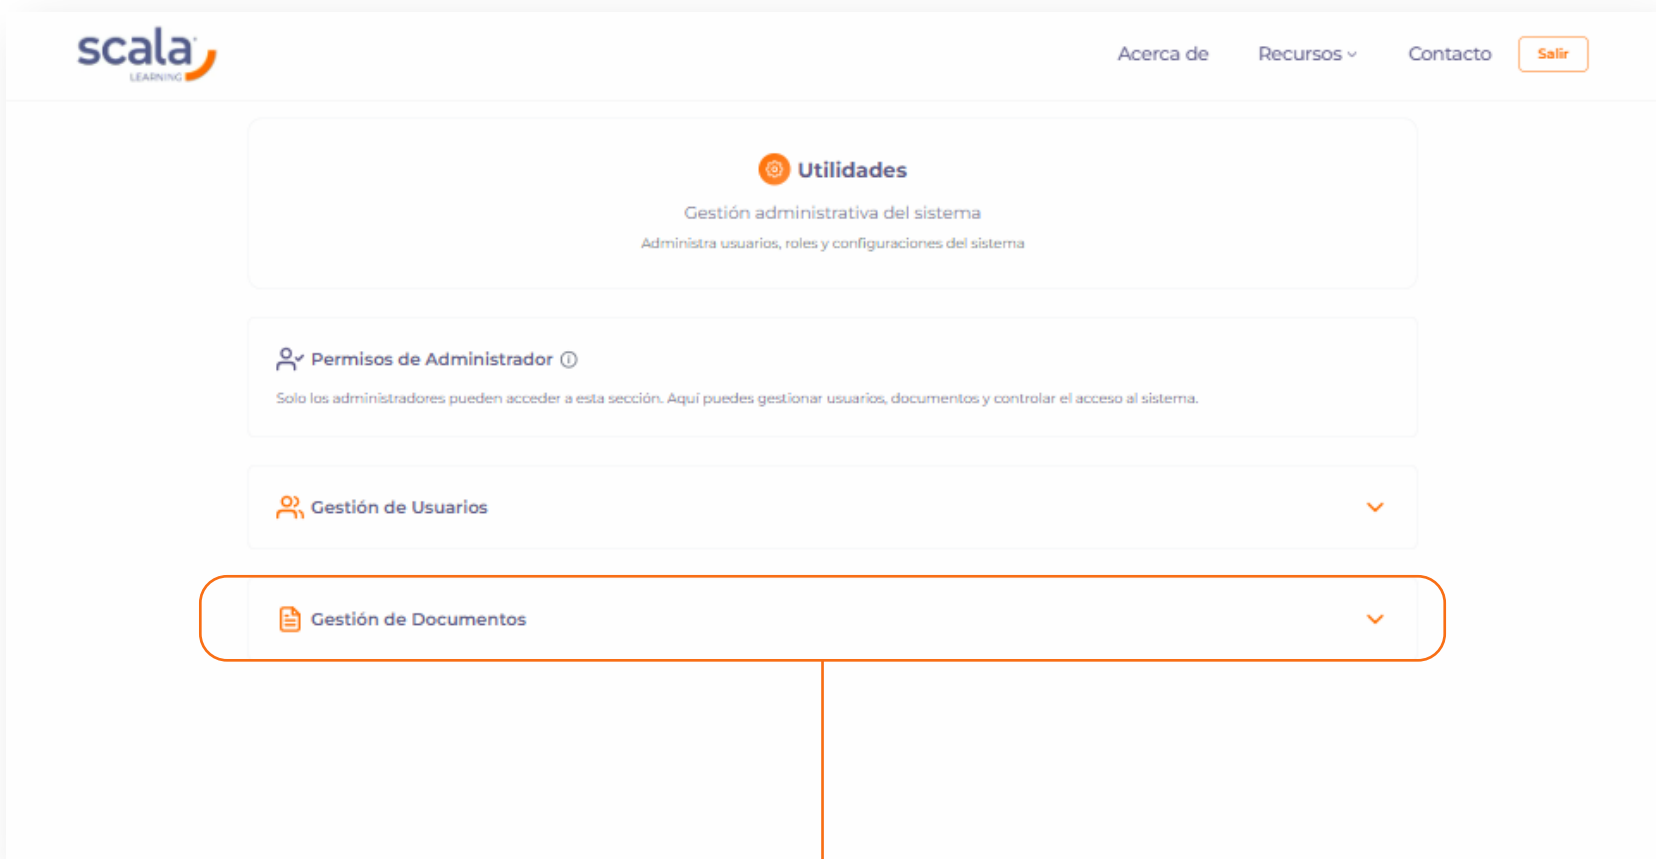 scala
LEARNING
Acerca de
Recursos
Contacto
Salir
Utilidades
Gestión administrativa del sistema
Administra usuarios, roles y configuraciones del sistema
Permisos de Administrador
Solo los administradores pueden acceder a esta sección. Aquí puedes gestionar usuarios, documentos y controlar el acceso al sistema.
Gestión de Usuarios
Gestión de Documentos